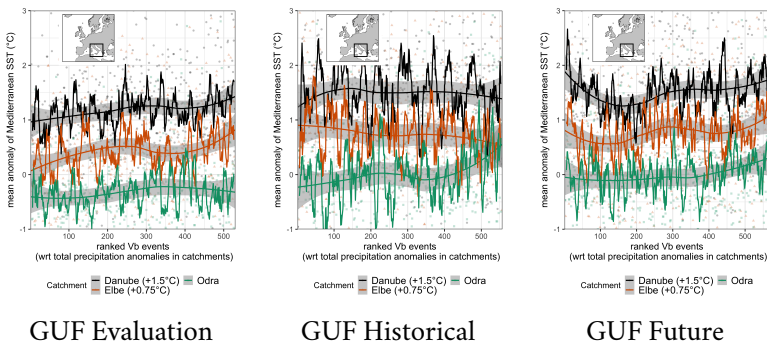 3
2
1
0
-1
mean anomaly of Mediterranean SST (°C)
100 200 300 400 500
ranked Vb events
(wrt total precipitation anomalies in catchments)
Catchment Danube (+1.5°C) Odra
Elbe (+0.75°C)
GUF Evaluation
3
2
1
0
-1
mean anomaly of Mediterranean SST (°C)
100 200 300 400 500
ranked Vb events
(wrt total precipitation anomalies in catchments)
Catchment Danube (+1.5°C) Odra
Elbe (+0.75°C)
GUF Historical
3
2
1
0
-1
mean anomaly of Mediterranean SST (°C)
100 200 300 400 500
ranked Vb events
(wrt total precipitation anomalies in catchments)
Catchment Danube (+1.5°C) Odra
Elbe (+0.75°C)
GUF Future